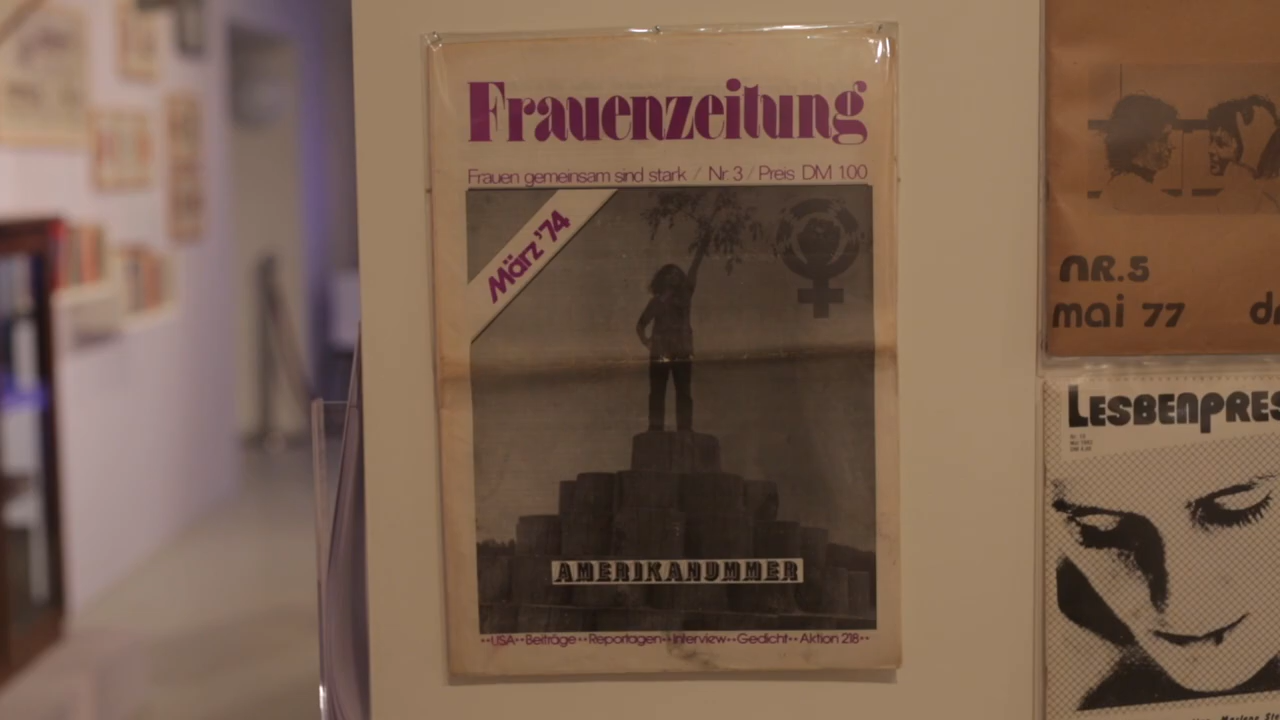 Frauenzeitung
Frauen gemeinsam sind stark / Nr. 3 / Preis DM 1.00
März '74
AMERIKANUMMER
··USA··Beiträge··Reportagen··Interview··Gedicht··Aktion 218··
NR.5
mai 77
LESBENPRES